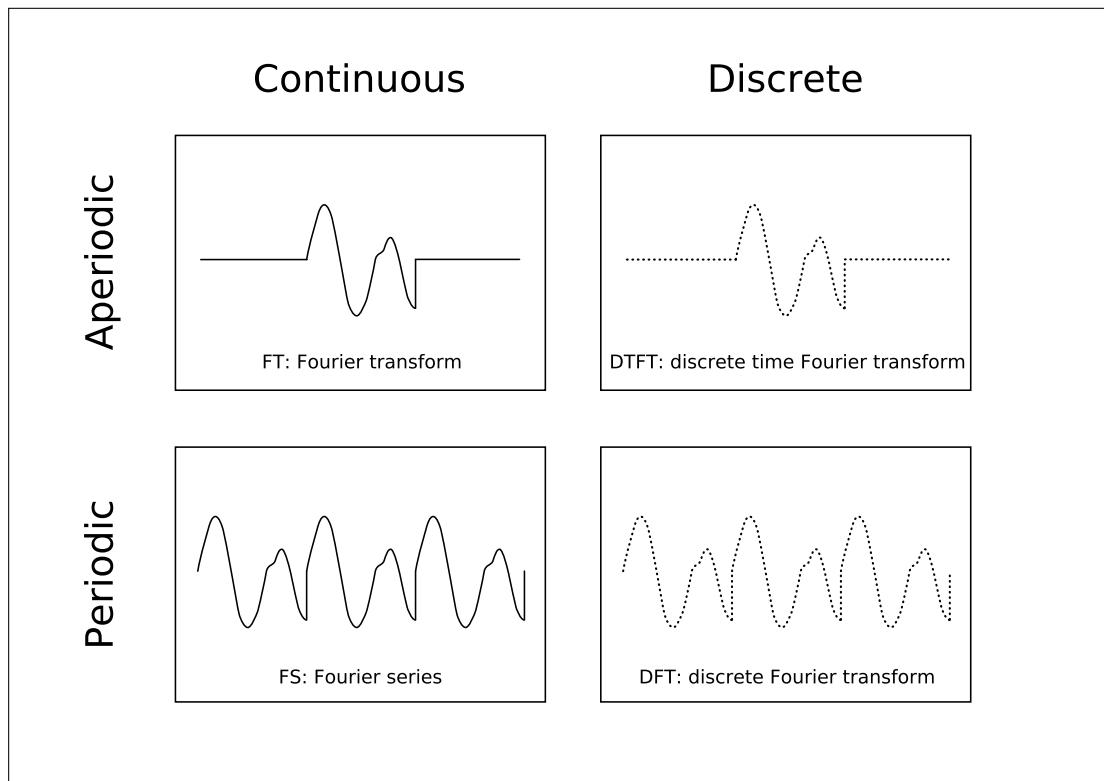 Continuous
Discrete
Aperiodic
FT: Fourier transform
DTFT: discrete time Fourier transform
Periodic
FS: Fourier series
DFT: discrete Fourier transform